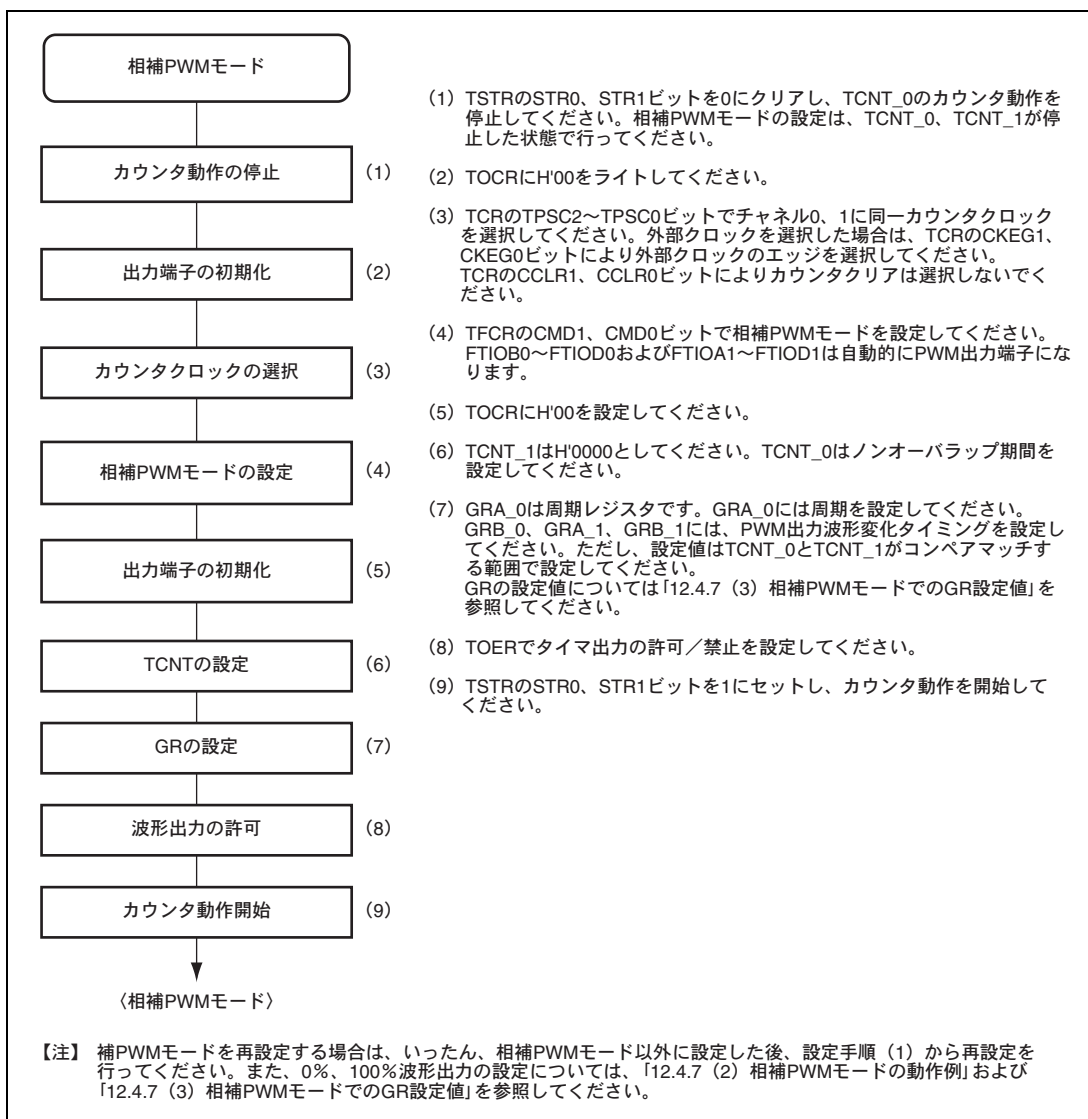 相補PWMモード
カウンタ動作の停止 (1)
出力端子の初期化 (2)
カウンタクロックの選択 (3)
相補PWMモードの設定 (4)
出力端子の初期化 (5)
TCNTの設定 (6)
GRの設定 (7)
波形出力の許可 (8)
カウンタ動作開始 (9)
〈相補PWMモード〉
(1) TSTRのSTR0、STR1ビットを0にクリアし、TCNT_0のカウンタ動作を
停止してください。相補PWMモードの設定は、TCNT_0、TCNT_1が停
止した状態で行ってください。
(2) TOCRにH'00をライトしてください。
(3) TCRのTPSC2～TPSC0ビットでチャネル0、1に同一カウンタクロック
を選択してください。外部クロックを選択した場合は、TCRのCKEG1、
CKEG0ビットにより外部クロックのエッジを選択してください。
TCRのCCLR1、CCLR0ビットによりカウンタクリアは選択しないでく
ださい。
(4) TFCRのCMD1、CMD0ビットで相補PWMモードを設定してください。
FTIOB0～FTIOD0およびFTIOA1～FTIOD1は自動的にPWM出力端子にな
ります。
(5) TOCRにH'00を設定してください。
(6) TCNT_1はH'0000としてください。TCNT_0はノンオーバラップ期間を
設定してください。
(7) GRA_0は周期レジスタです。GRA_0には周期を設定してください。
GRB_0、GRA_1、GRB_1には、PWM出力波形変化タイミングを設定し
てください。ただし、設定値はTCNT_0とTCNT_1がコンペアマッチす
る範囲で設定してください。
GRの設定値については「12.4.7（3）相補PWMモードでのGR設定値」を
参照してください。
(8) TOERでタイマ出力の許可／禁止を設定してください。
(9) TSTRのSTR0、STR1ビットを1にセットし、カウンタ動作を開始して
ください。
【注】 補PWMモードを再設定する場合は、いったん、相補PWMモード以外に設定した後、設定手順（1）から再設定を
行ってください。また、0％、100％波形出力の設定については、「12.4.7（2）相補PWMモードの動作例」および
「12.4.7（3）相補PWMモードでのGR設定値」を参照してください。